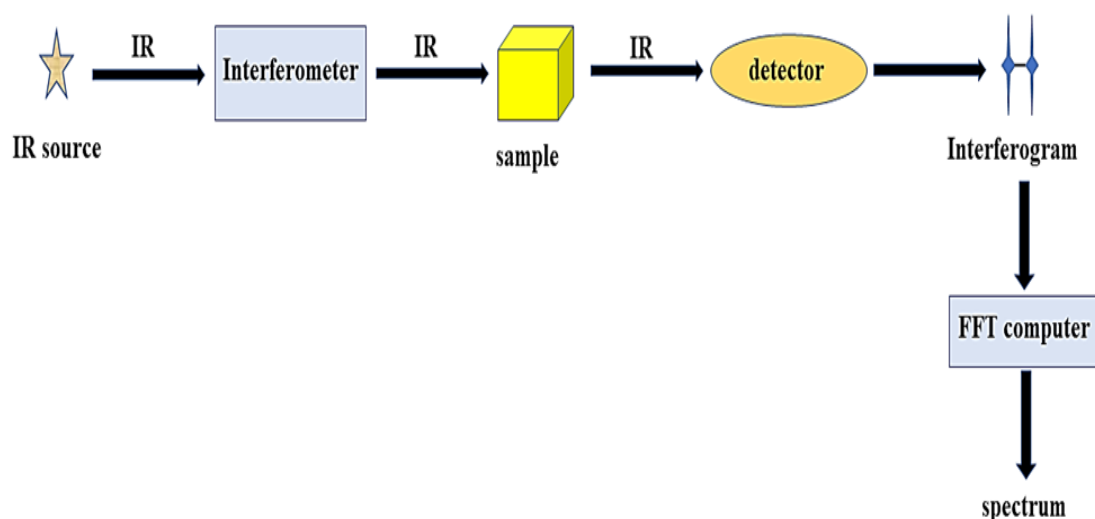 IR
IR
IR
Interferometer
detector
IR source
sample
Interferogram
FFT computer
spectrum